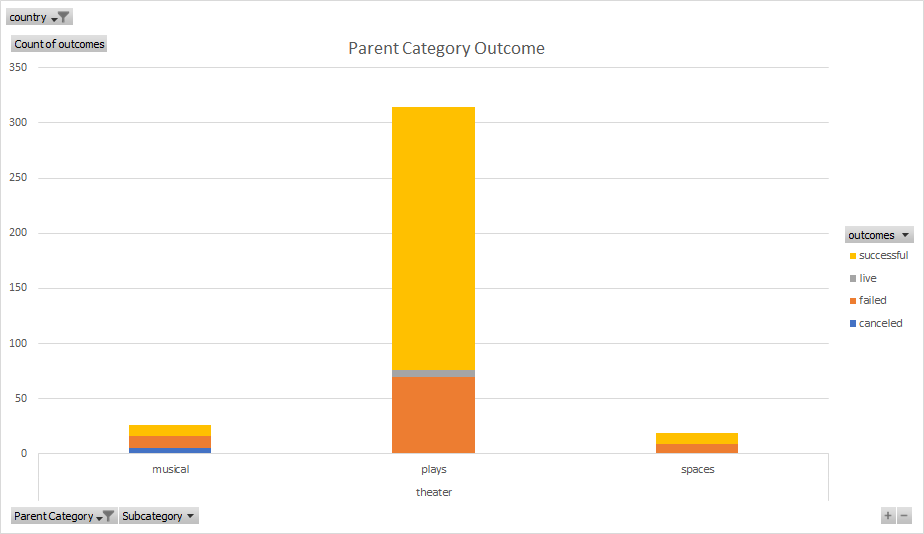 country
Count of outcomes
Parent Category Outcome
350
300
250
200
150
100
50
0
musical plays spaces
theater
outcomes
successful
live
failed
canceled
Parent Category Subcategory
+ −